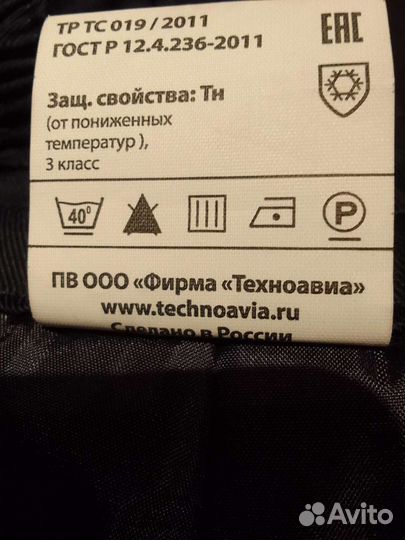 ТР ТС 019 / 2011
ГОСТ Р 12.4.236-2011
EAC
Защ. свойства: Тн
(от пониженных
температур ),
3 класс
40°
P
ПВ ООО «Фирма «Техноавиа»
www.technoavia.ru
Сделано в России
Avito